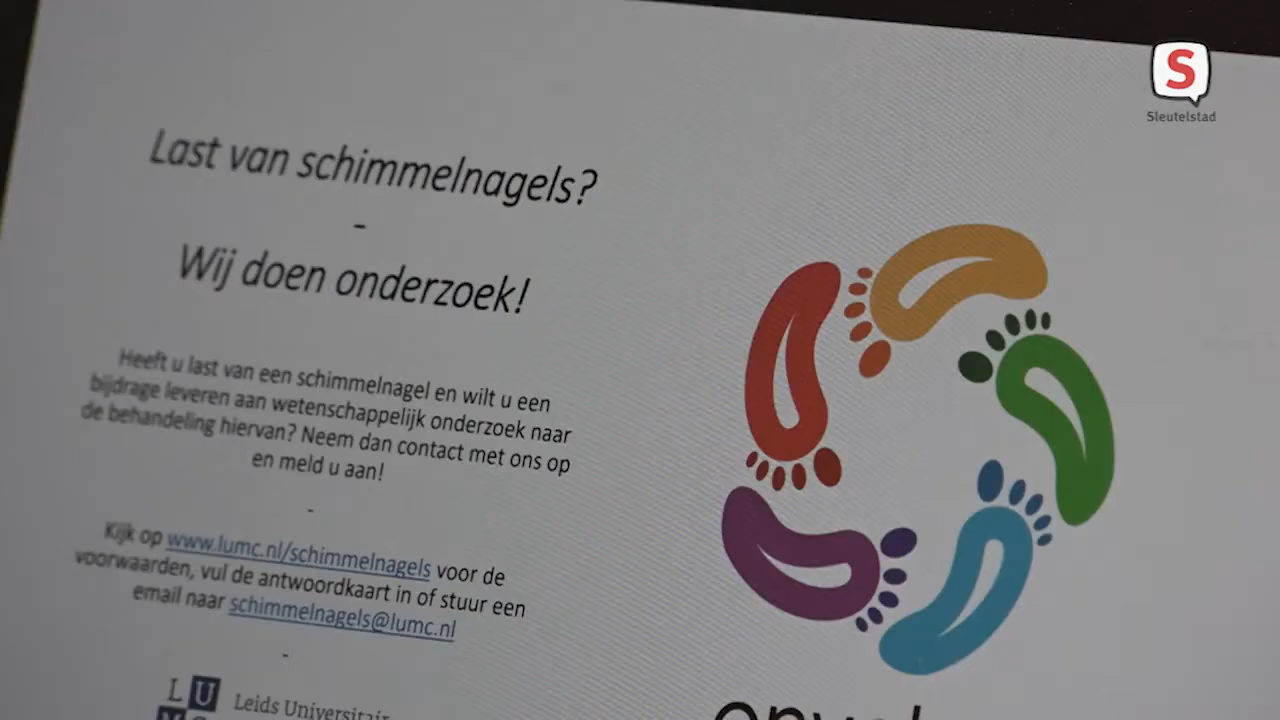 Sleutelstad
Last van schimmelnagels?
-
Wij doen onderzoek!
Heeft u last van een schimmelnagel en wilt u een
bijdrage leveren aan wetenschappelijk onderzoek naar
de behandeling hiervan? Neem dan contact met ons op
en meld u aan!
-
Kijk op www.lumc.nl/schimmelnagels voor de
voorwaarden, vul de antwoordkaart in of stuur een
email naar schimmelnagels@lumc.nl
-
L U
Leids Universitair